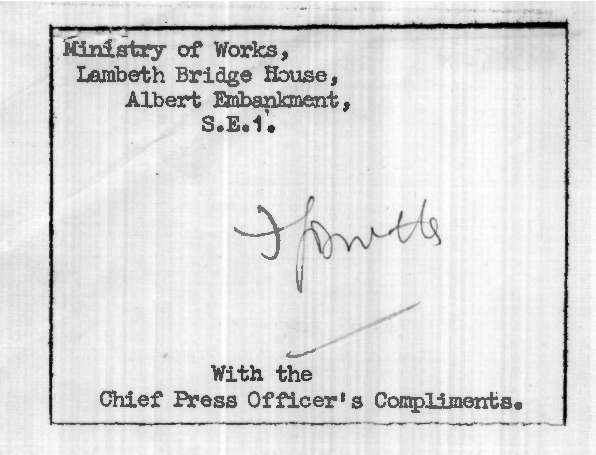 Ministry of Works,
Lambeth Bridge House,
Albert Embankment,
S.E.1.
With the
Chief Press Officer's Compliments.